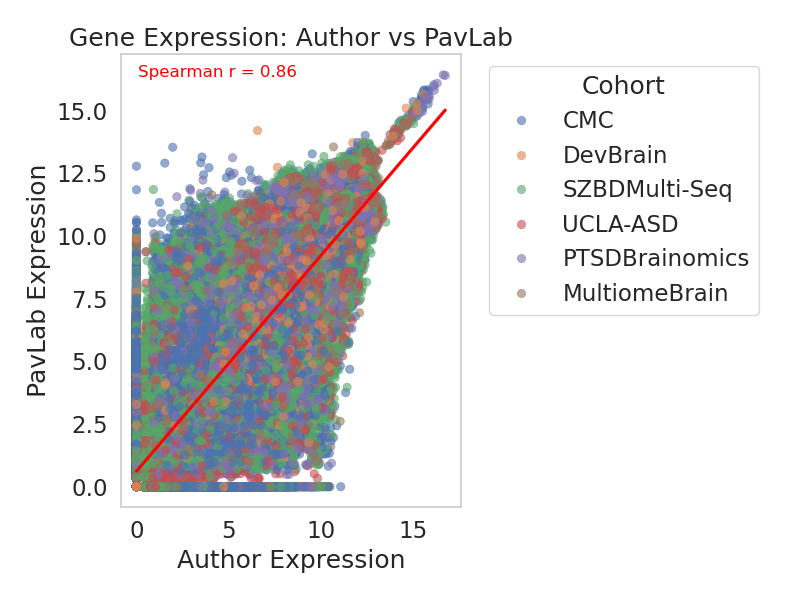 Gene Expression: Author vs PavLab
Spearman r = 0.86
PavLab Expression
15.0
12.5
10.0
7.5
5.0
2.5
0.0
0
5
10
15
Author Expression
Cohort
CMC
DevBrain
SZBDMulti-Seq
UCLA-ASD
PTSDBrainomics
MultiomeBrain